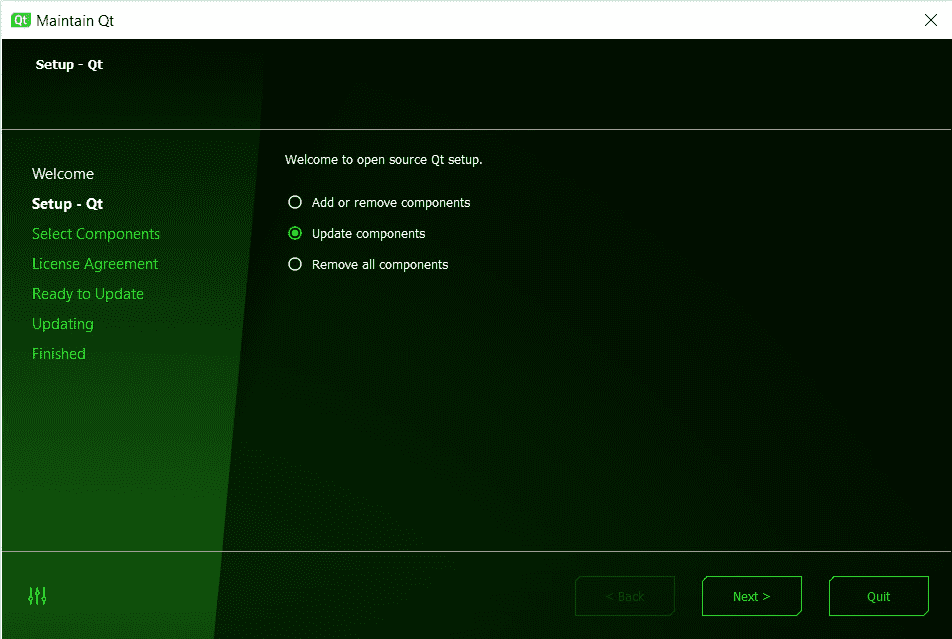 Qt Maintain Qt
Setup - Qt
Welcome
Setup - Qt
Select Components
License Agreement
Ready to Update
Updating
Finished
Welcome to open source Qt setup.
Add or remove components
Update components
Remove all components
< Back
Next >
Quit